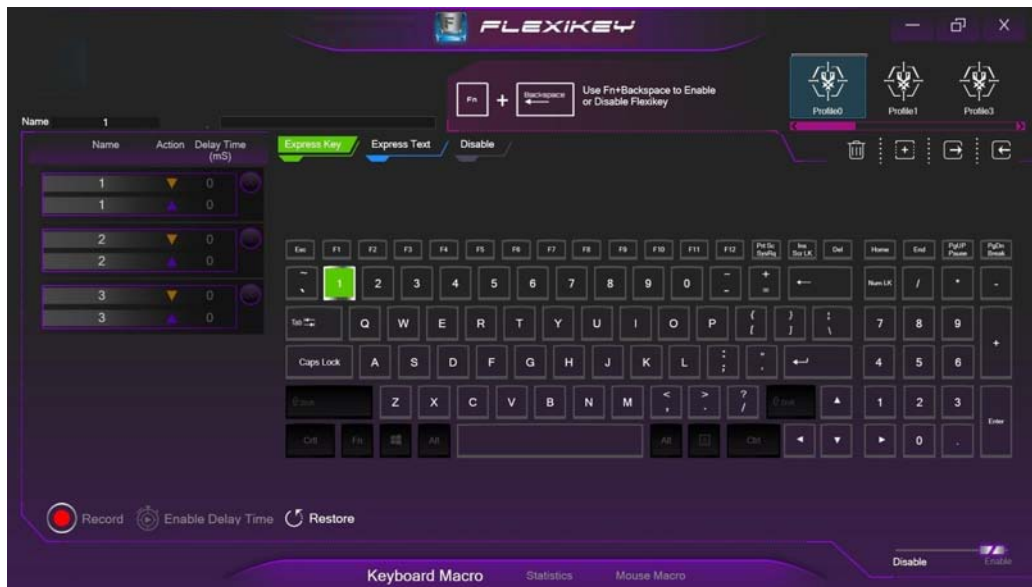 FLEXIKEY
Fn + Backspace Use Fn+Backspace to Enable
or Disable Flexikey
Profile0 Profile1 Profile3
Name 1
Name Action Delay Time
(mS)
1 0
1 0
2 0
2 0
3 0
3 0
Express Key Express Text Disable
Esc F1 F2 F3 F4 F5 F6 F7 F8 F9 F10 F11 F12 Prt Sc Ins Del Home End PgUP PgDn
SysRq Scr LK Pause Break
~ 1 2 3 4 5 6 7 8 9 0 - + Num LK / * -
` - =
Tab Q W E R T Y U I O P { } | 7 8 9 +
[ ] \
Caps Lock A S D F G H J K L : " 4 5 6
; '
Shift Z X C V B N M < > ? Shift 1 2 3 Enter
, . /
Ctrl Fn Alt Alt Ctrl 0 .
Record Enable Delay Time Restore
Disable Enable
Keyboard Macro Statistics Mouse Macro